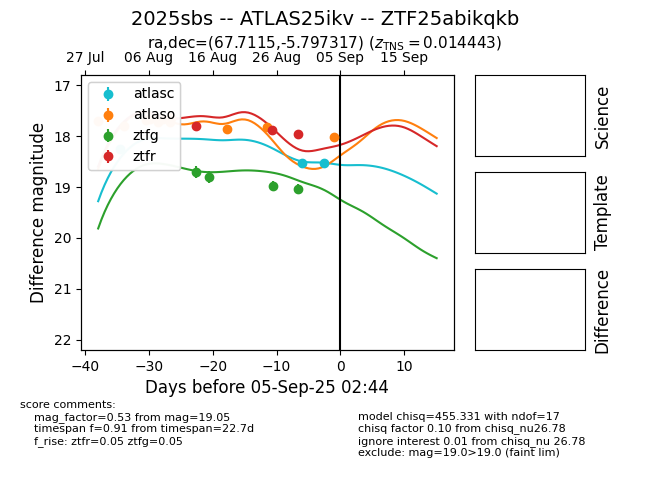 2025sbs -- ATLAS25ikv -- ZTF25abikqkb
ra,dec=(67.7115,-5.797317) (z_TNS = 0.014443)
27 Jul 06 Aug 16 Aug 26 Aug 05 Sep 15 Sep
atlasc
atlaso
ztfg
ztfr
17
18
19
20
21
22
Difference magnitude
−40 −30 −20 −10 0 10
Days before 05-Sep-25 02:44
Science
Template
Difference
score comments:
mag_factor=0.53 from mag=19.05
timespan f=0.91 from timespan=22.7d
f_rise: ztfr=0.05 ztfg=0.05
model chisq=455.331 with ndof=17
chisq factor 0.10 from chisq_nu26.78
ignore interest 0.01 from chisq_nu 26.78
exclude: mag=19.0>19.0 (faint lim)